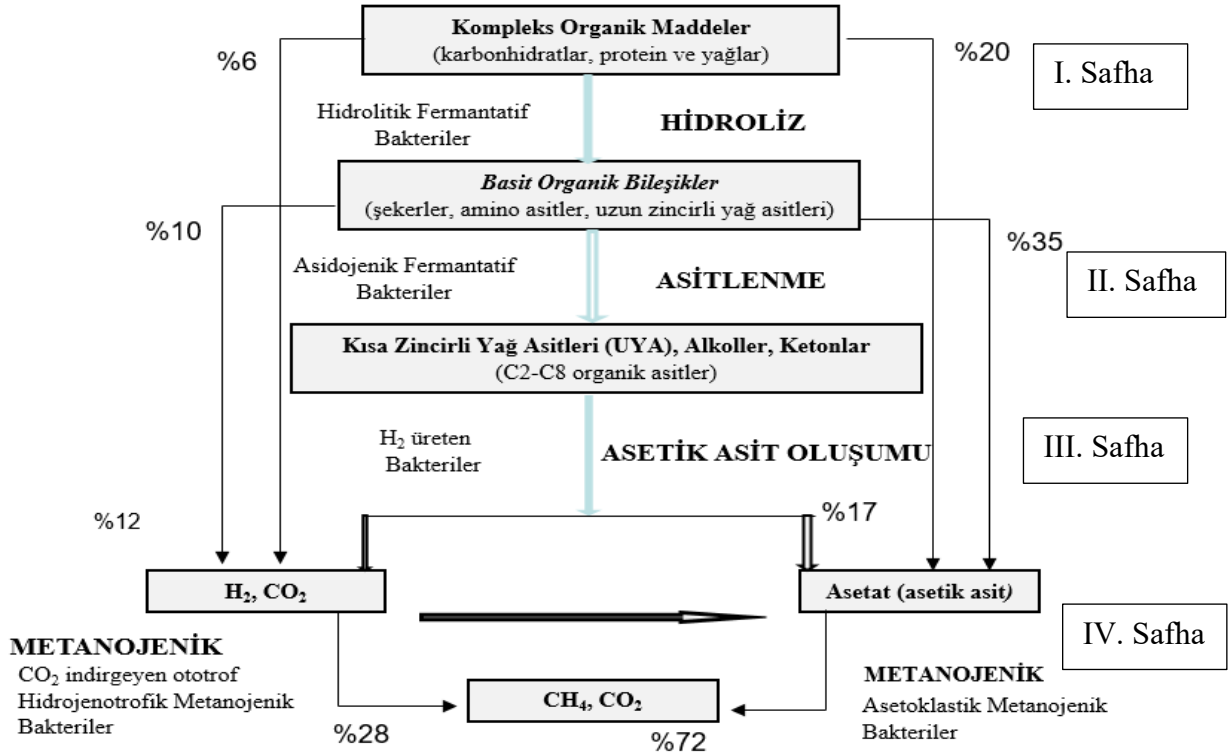 Kompleks Organik Maddeler
(karbonhidratlar, protein ve yağlar)
%6
%20
I. Safha
Hidrolitik Fermantatif
Bakteriler
HİDROLİZ
Basit Organik Bileşikler
(şekerler, amino asitler, uzun zincirli yağ asitleri)
%10
%35
Asidojenik Fermantatif
Bakteriler
ASİTLENME
II. Safha
Kısa Zincirli Yağ Asitleri (UYA), Alkoller, Ketonlar
(C2-C8 organik asitler)
H₂ üreten
Bakteriler
ASETİK ASİT OLUŞUMU
III. Safha
%12
%17
H₂, CO₂
Asetat (asetik asit)
IV. Safha
METANOJENİK
CO₂ indirgeyen ototrof
Hidrojenotrofik Metanojenik
Bakteriler
METANOJENİK
Asetoklastik Metanojenik
Bakteriler
CH₄, CO₂
%28
%72